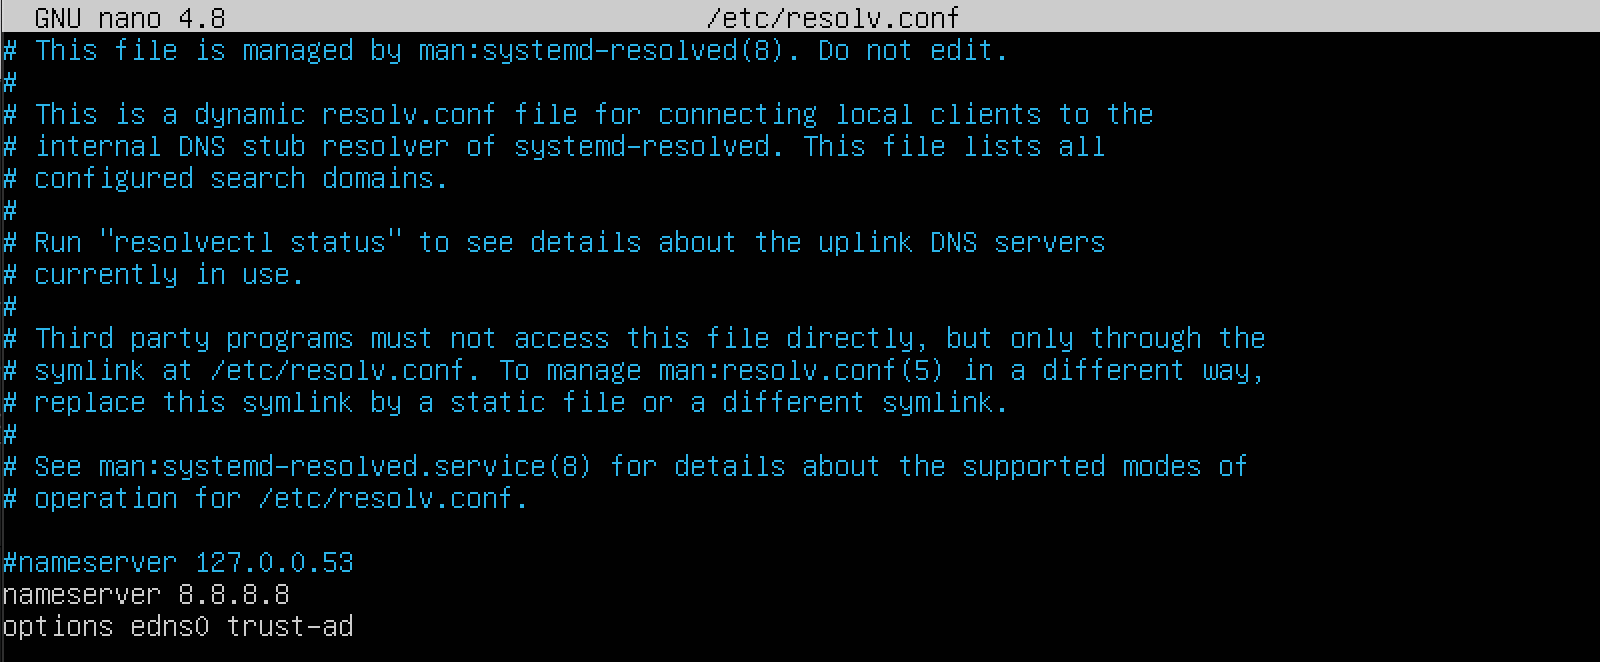 GNU nano 4.8 /etc/resolv.conf
# This file is managed by man:systemd-resolved(8). Do not edit.
#
# This is a dynamic resolv.conf file for connecting local clients to the
# internal DNS stub resolver of systemd-resolved. This file lists all
# configured search domains.
#
# Run "resolvectl status" to see details about the uplink DNS servers
# currently in use.
#
# Third party programs must not access this file directly, but only through the
# symlink at /etc/resolv.conf. To manage man:resolv.conf(5) in a different way,
# replace this symlink by a static file or a different symlink.
#
# See man:systemd-resolved.service(8) for details about the supported modes of
# operation for /etc/resolv.conf.

#nameserver 127.0.0.53
nameserver 8.8.8.8
options edns0 trust-ad